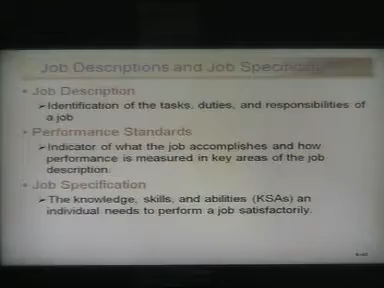 Job Descriptions and Job Specifications
• Job Description
➢Identification of the tasks, duties, and responsibilities of
a job
• Performance Standards
➢Indicator of what the job accomplishes and how
performance is measured in key areas of the job
description.
• Job Specification
➢The knowledge, skills, and abilities (KSAs) an
individual needs to perform a job satisfactorily.